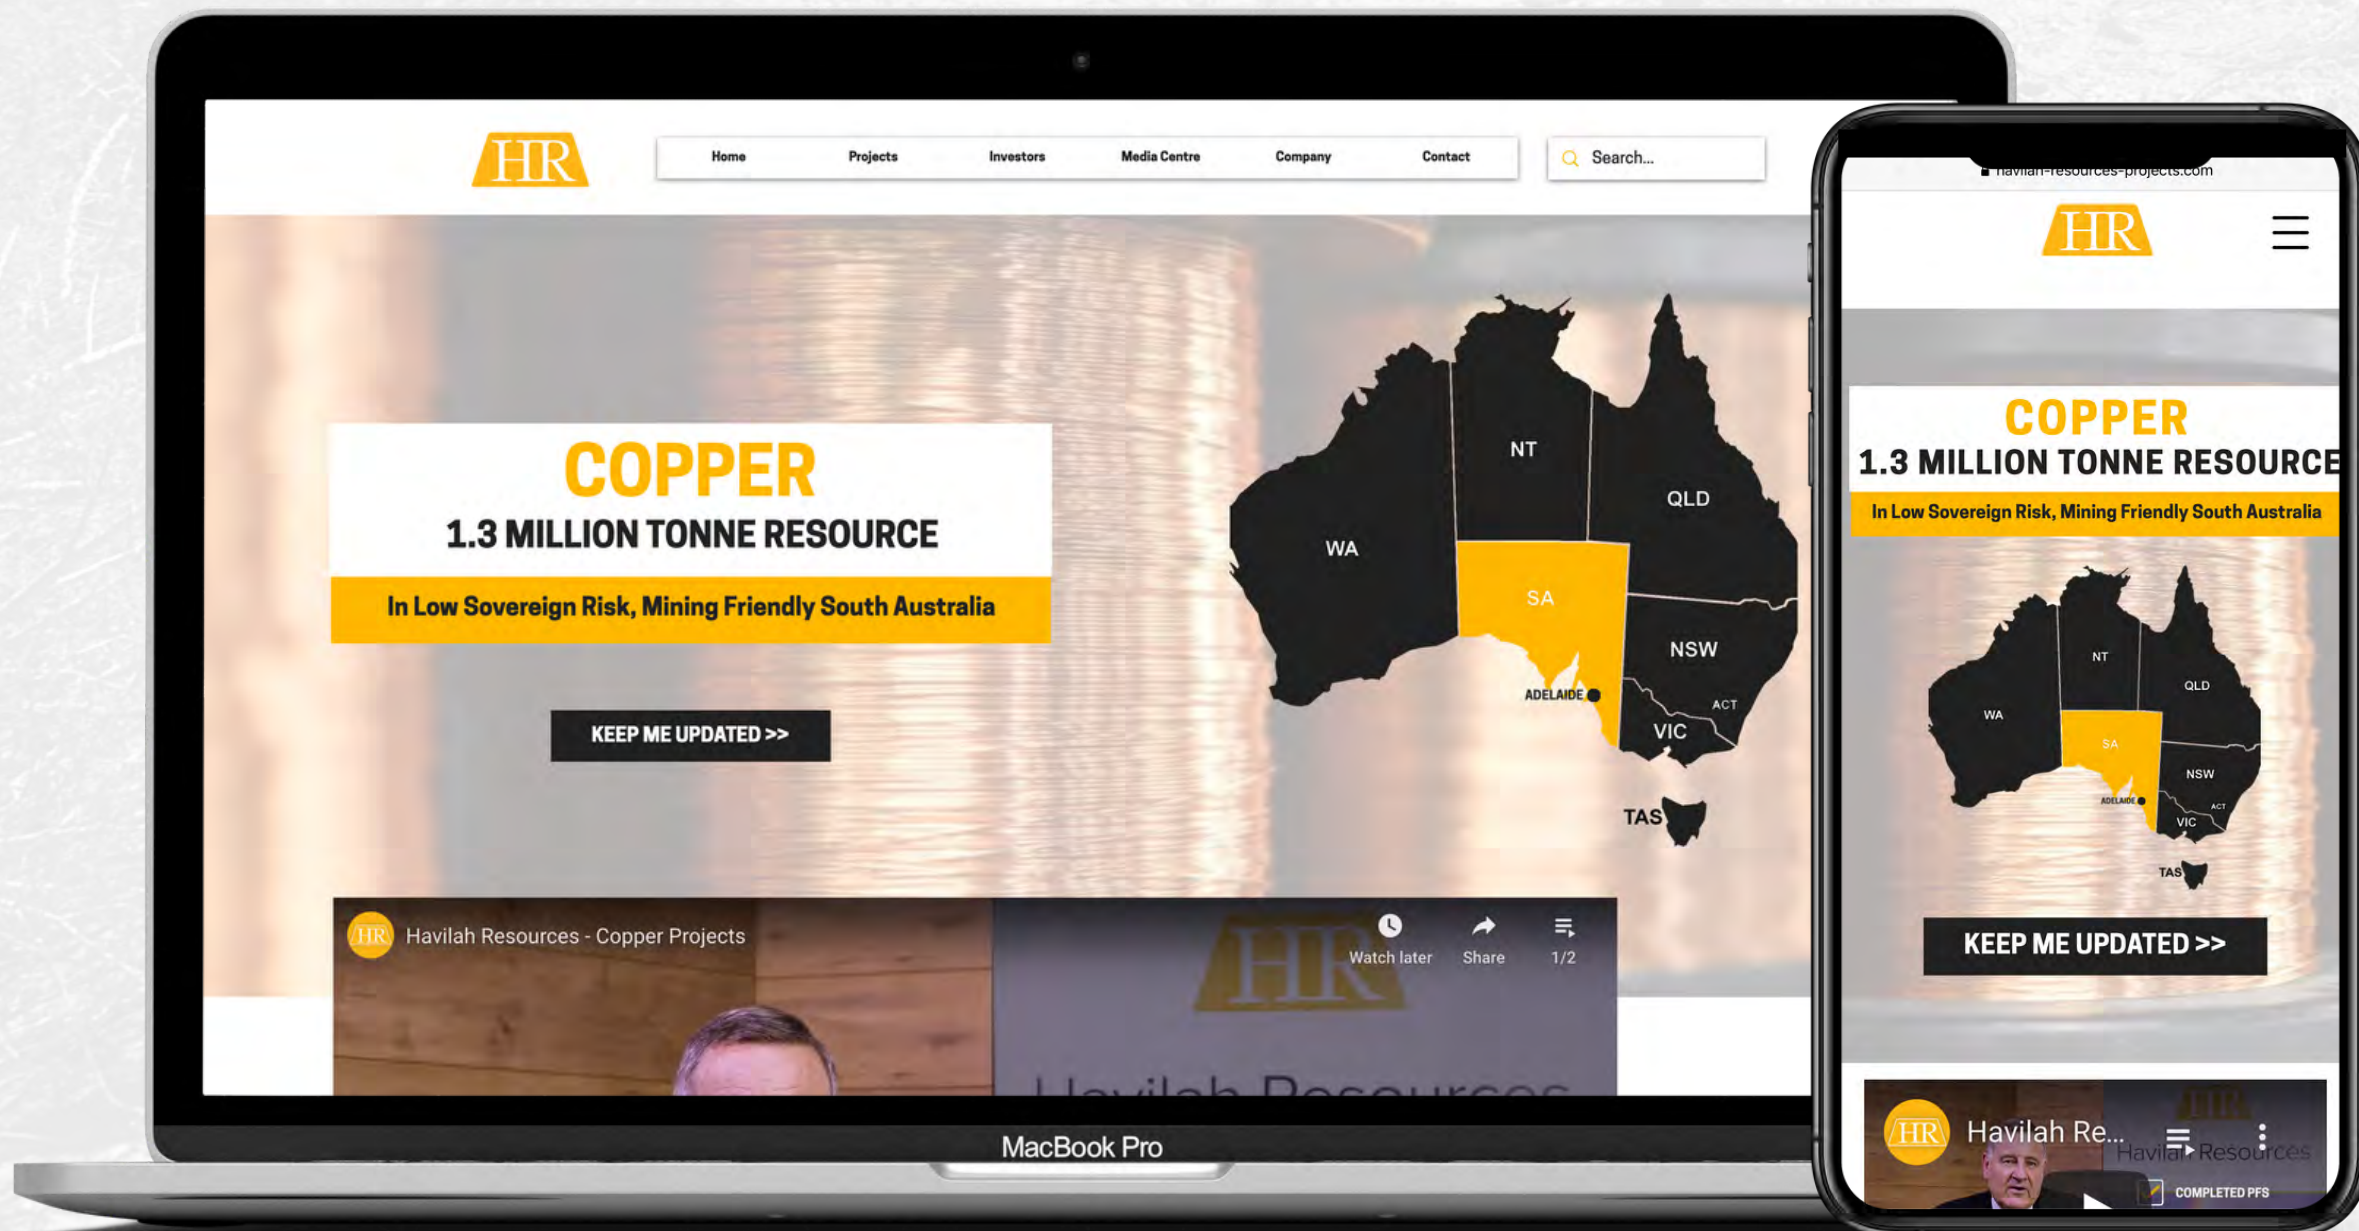 HR
Home Projects Investors Media Centre Company Contact
Search...
COPPER
1.3 MILLION TONNE RESOURCE
In Low Sovereign Risk, Mining Friendly South Australia
KEEP ME UPDATED >>
NT
QLD
WA
SA
NSW
ADELAIDE
ACT
VIC
TAS
HR
Havilah Resources - Copper Projects
Watch later
Share
1/2
HR
Havilah Resources
MacBook Pro
havilah-resources-projects.com
HR
COPPER
1.3 MILLION TONNE RESOURCE
In Low Sovereign Risk, Mining Friendly South Australia
NT
QLD
WA
SA
NSW
ADELAIDE
ACT
VIC
TAS
KEEP ME UPDATED >>
HR
Havilah Re...
HR
Havilah Resources
COMPLETED PFS